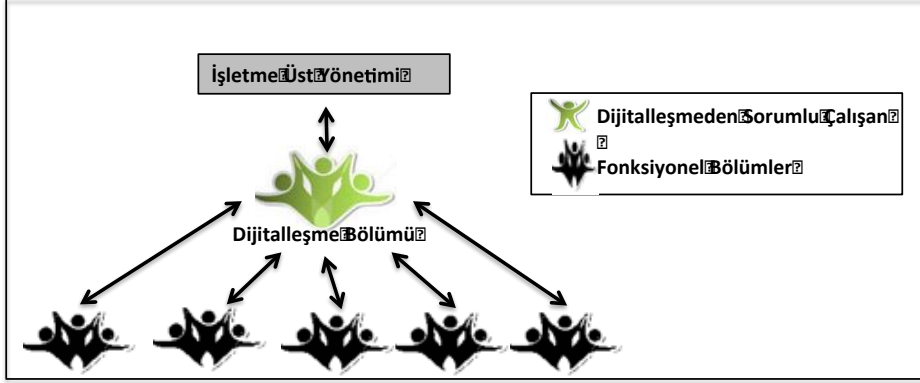 İşletme Üst Yönetimi
Dijitalleşmeden Sorumlu Çalışan
Fonksiyonel Bölümler
Dijitalleşme Bölümü